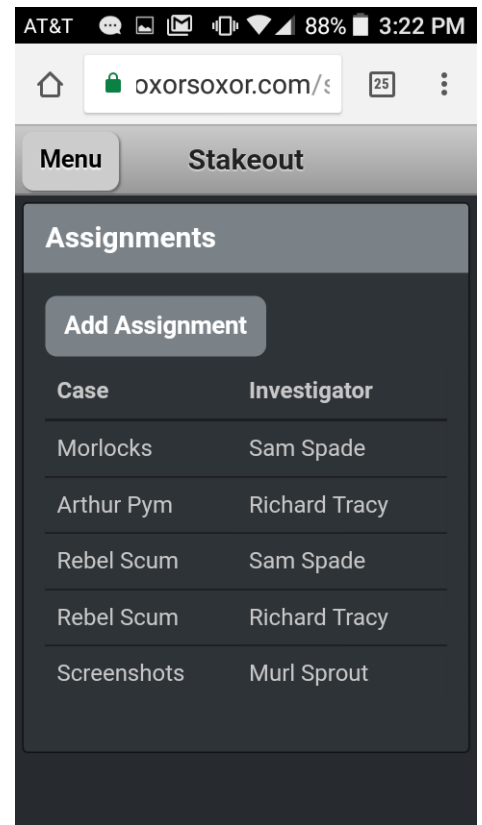 AT&T 88% 3:22 PM
oxorsoxor.com/s 25
Menu Stakeout
Assignments
Add Assignment
Case Investigator
Morlocks Sam Spade
Arthur Pym Richard Tracy
Rebel Scum Sam Spade
Rebel Scum Richard Tracy
Screenshots Murl Sprout